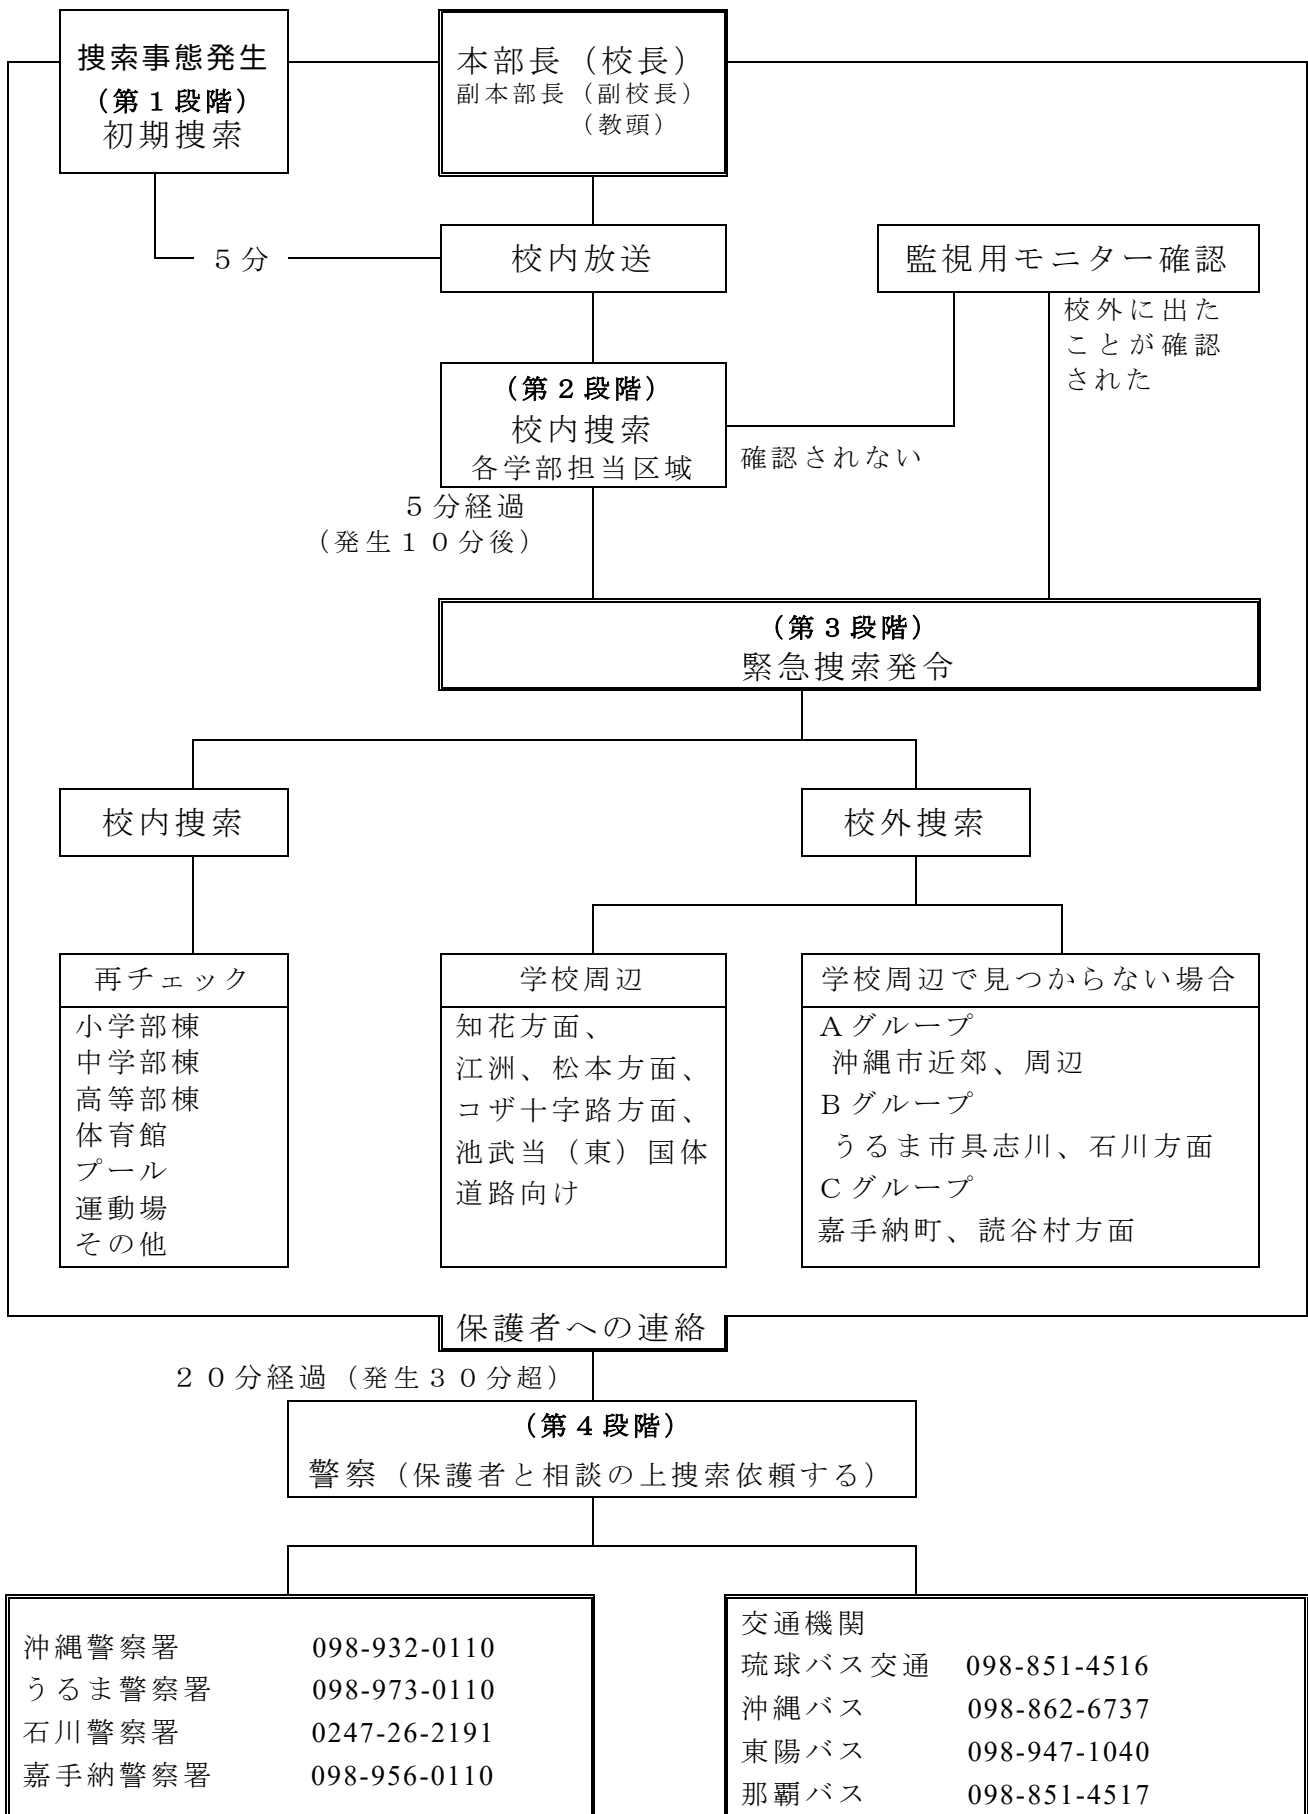 捜索事態発生
（第１段階）
初期捜索
本部長（校長）
副本部長（副校長）
（教頭）
５分
校内放送
監視用モニター確認
校外に出た
ことが確認
された
（第２段階）
校内捜索
各学部担当区域
確認されない
５分経過
（発生１０分後）
（第３段階）
緊急捜索発令
校内捜索
校外捜索
再チェック
小学部棟
中学部棟
高等部棟
体育館
プール
運動場
その他
学校周辺
知花方面、
江洲、松本方面、
コザ十字路方面、
池武当（東）国体
道路向け
学校周辺で見つからない場合
Ａグループ
沖縄市近郊、周辺
Ｂグループ
うるま市具志川、石川方面
Ｃグループ
嘉手納町、読谷村方面
保護者への連絡
２０分経過（発生３０分超）
（第４段階）
警察（保護者と相談の上捜索依頼する）
沖縄警察署 098-932-0110
うるま警察署 098-973-0110
石川警察署 0247-26-2191
嘉手納警察署 098-956-0110
交通機関
琉球バス交通 098-851-4516
沖縄バス 098-862-6737
東陽バス 098-947-1040
那覇バス 098-851-4517